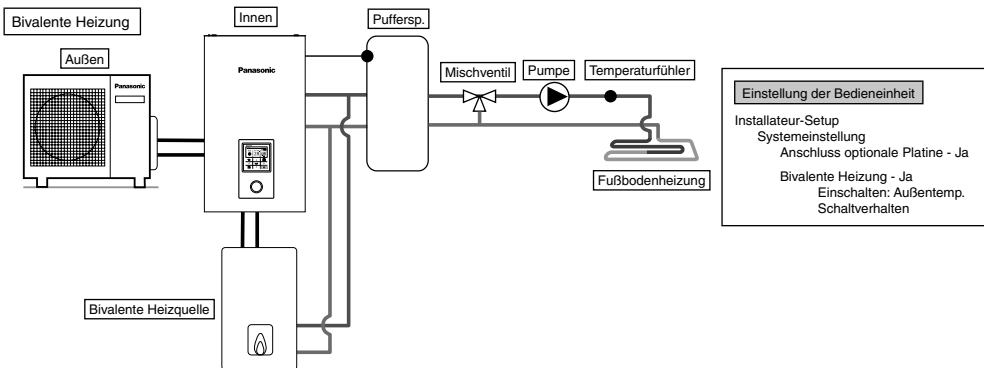 Bivalente Heizung
Außen
Panasonic
Innen
Panasonic
Puffersp.
Mischventil
Pumpe
Temperaturfühler
Fußbodenheizung
Bivalente Heizquelle
Einstellung der Bedieneinheit
Installateur-Setup
Systemeinstellung
Anschluss optionale Platine - Ja
Bivalente Heizung - Ja
Einschalten: Außentemp.
Schaltverhalten